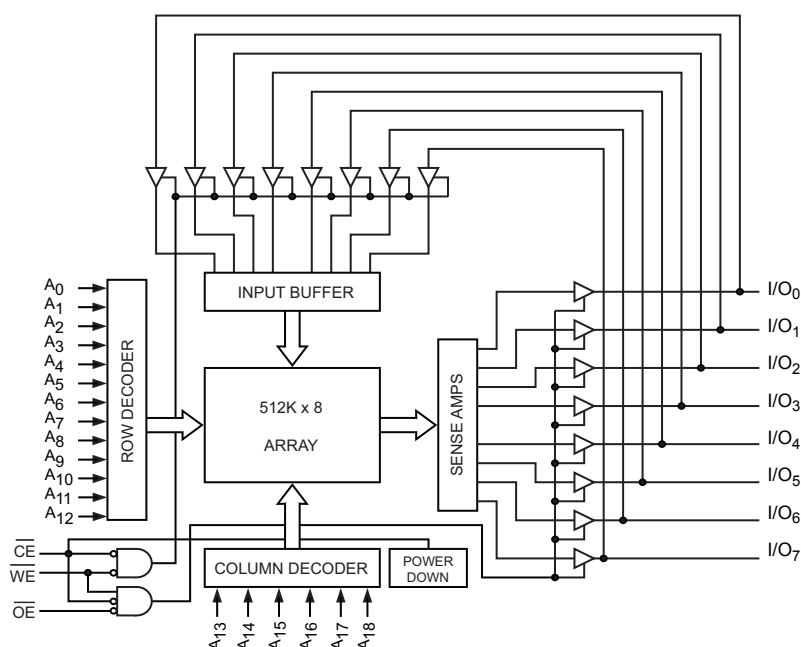 INPUT BUFFER
A0
A1
A2
A3
A4
A5
A6
A7
A8
A9
A10
A11
A12
ROW DECODER
512K x 8
ARRAY
SENSE AMPS
I/O0
I/O1
I/O2
I/O3
I/O4
I/O5
I/O6
I/O7
CE
WE
OE
COLUMN DECODER
POWER
DOWN
A13
A14
A15
A16
A17
A18